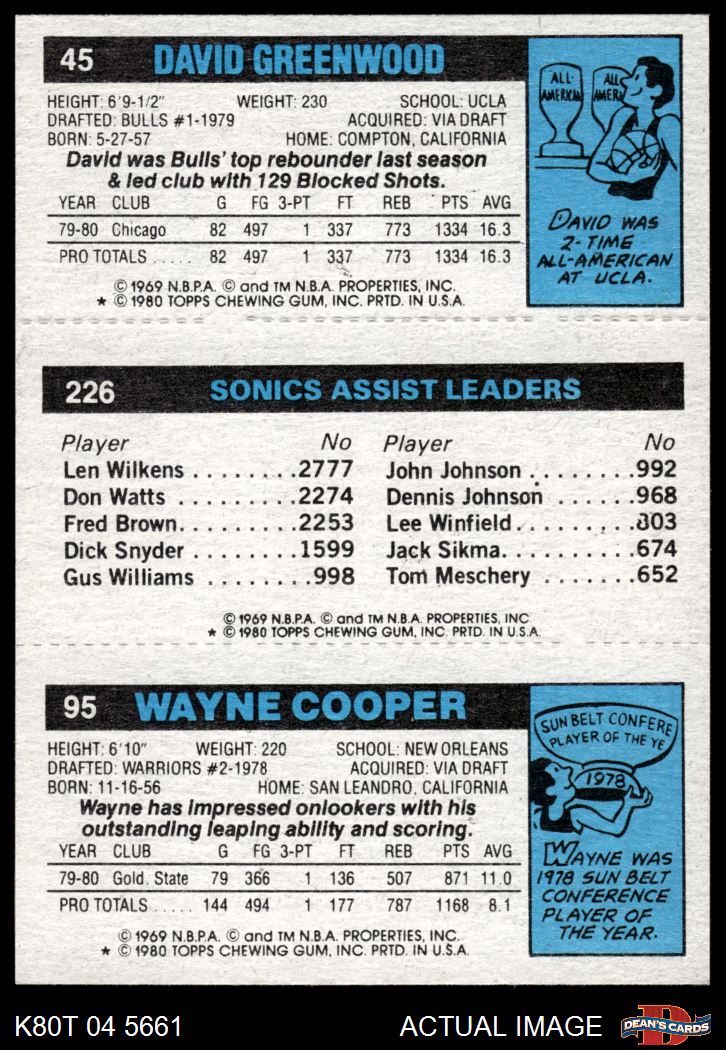 45 DAVID GREENWOOD
HEIGHT: 6'9-1/2" WEIGHT: 230 SCHOOL: UCLA
DRAFTED: BULLS #1-1979 ACQUIRED: VIA DRAFT
BORN: 5-27-57 HOME: COMPTON, CALIFORNIA
David was Bulls' top rebounder last season
& led club with 129 Blocked Shots.
YEAR CLUB G FG 3-PT FT REB PTS AVG
79-80 Chicago 82 497 1 337 773 1334 16.3
PRO TOTALS ..... 82 497 1 337 773 1334 16.3
© 1969 N.B.P.A. © and TM N.B.A. PROPERTIES, INC.
★ © 1980 TOPPS CHEWING GUM, INC. PRTD. IN U.S.A.
ALL-AMERICAN
ALL AMERI
DAVID WAS
2-TIME
ALL-AMERICAN
AT UCLA.
226 SONICS ASSIST LEADERS
Player No Player No
Len Wilkens ........2777 John Johnson ........992
Don Watts ........2274 Dennis Johnson ......968
Fred Brown........2253 Lee Winfield.........803
Dick Snyder ........1599 Jack Sikma.........674
Gus Williams ........998 Tom Meschery ......652
© 1969 N.B.P.A. © and TM N.B.A. PROPERTIES, INC
★ © 1980 TOPPS CHEWING GUM, INC. PRTD. IN U.S.A.
95 WAYNE COOPER
HEIGHT: 6'10" WEIGHT: 220 SCHOOL: NEW ORLEANS
DRAFTED: WARRIORS #2-1978 ACQUIRED: VIA DRAFT
BORN: 11-16-56 HOME: SAN LEANDRO, CALIFORNIA
Wayne has impressed onlookers with his
outstanding leaping ability and scoring.
YEAR CLUB G FG 3-PT FT REB PTS AVG
79-80 Gold. State 79 366 1 136 507 871 11.0
PRO TOTALS ..... 144 494 1 177 787 1168 8.1
© 1969 N.B.P.A. © and TM N.B.A. PROPERTIES, INC.
★ © 1980 TOPPS CHEWING GUM, INC. PRTD. IN U.S.A.
SUN BELT CONFERE
PLAYER OF THE YE
1978
WAYNE WAS
1978 SUN BELT
CONFERENCE
PLAYER OF
THE YEAR.
K80T 04 5661 ACTUAL IMAGE
D
DEAN'S CARDS